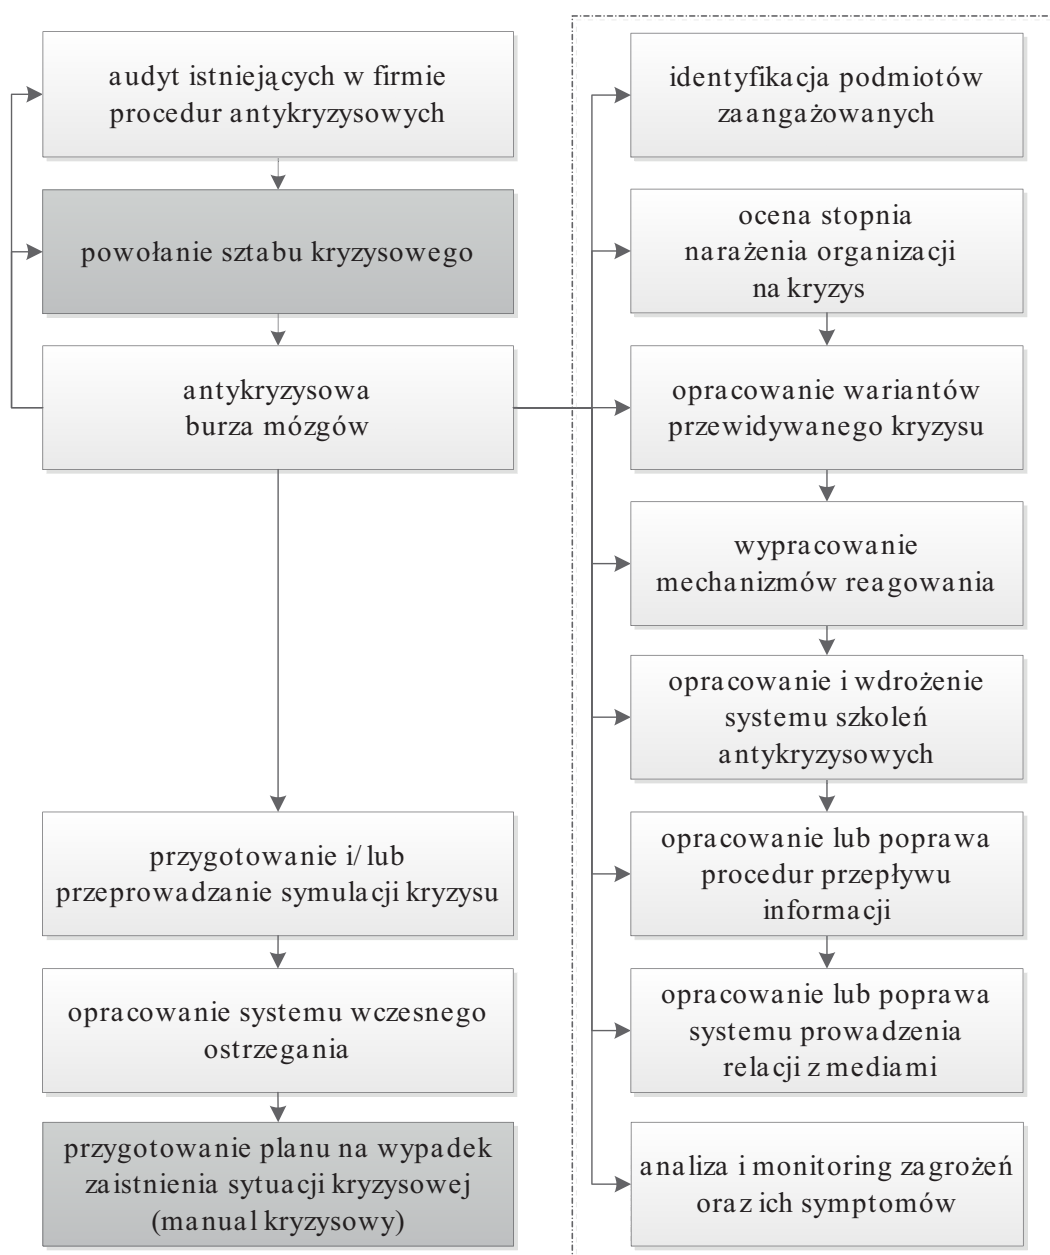 audyt istniejących w firmie
procedur antykryzysowych
powołanie sztabu kryzysowego
antykryzysowa
burza mózgów
przygotowanie i/lub
przeprowadzanie symulacji kryzysu
opracowanie systemu wczesnego
ostrzegania
przygotowanie planu na wypadek
zaistnienia sytuacji kryzysowej
(manual kryzysowy)
identyfikacja podmiotów
zaangażowanych
ocena stopnia
narażenia organizacji
na kryzys
opracowanie wariantów
przewidywanego kryzysu
wypracowanie
mechanizmów reagowania
opracowanie i wdrożenie
systemu szkoleń
antykryzysowych
opracowanie lub poprawa
procedur przepływu
informacji
opracowanie lub poprawa
systemu prowadzenia
relacji z mediami
analiza i monitoring zagrożeń
oraz ich symptomów